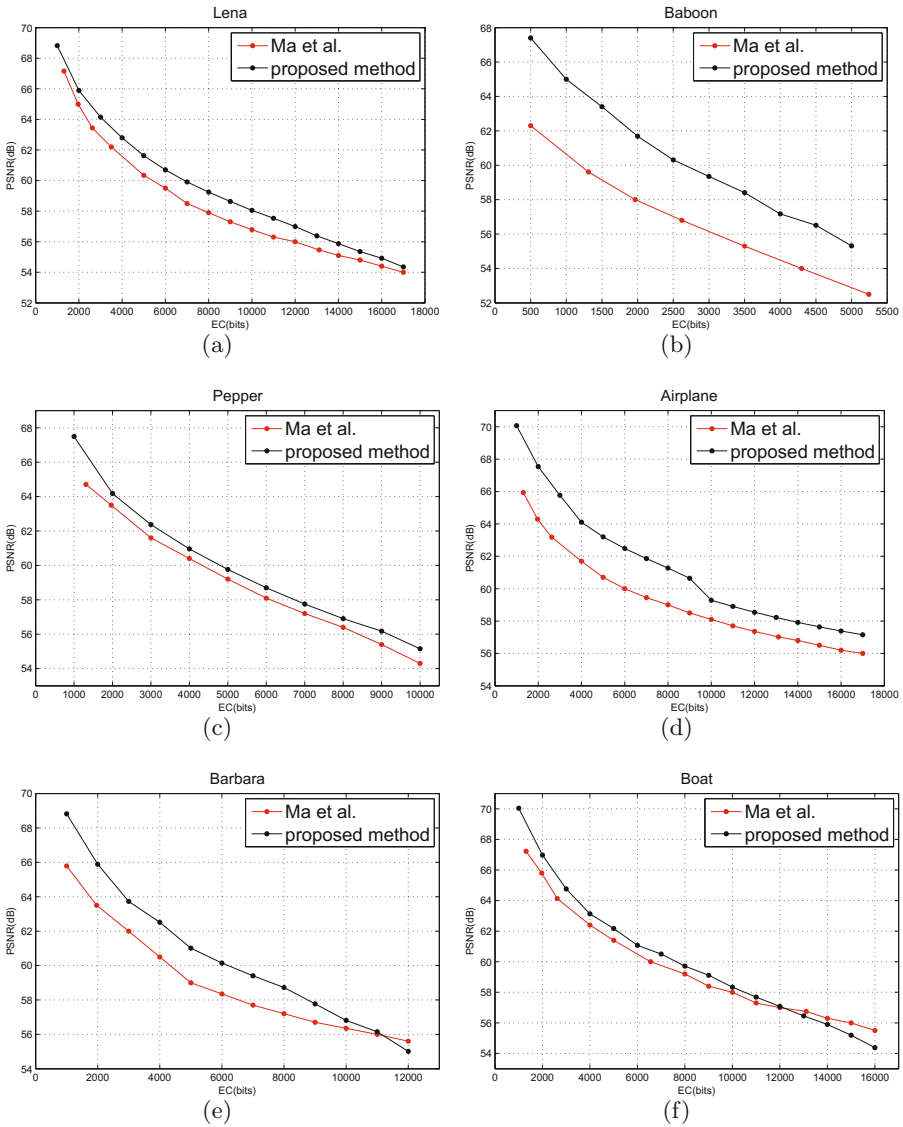 Lena
70
68
66
64
62
60
58
56
54
52
PSNR(dB)
Ma et al.
proposed method
0 2000 4000 6000 8000 10000 12000 14000 16000 18000
EC(bits)
(a)
Baboon
68
66
64
62
60
58
56
54
52
PSNR(dB)
Ma et al.
proposed method
500 1000 1500 2000 2500 3000 3500 4000 4500 5000 5500
EC(bits)
(b)
Pepper
68
66
64
62
60
58
56
54
PSNR(dB)
Ma et al.
proposed method
0 1000 2000 3000 4000 5000 6000 7000 8000 9000 10000
EC(bits)
(c)
Airplane
70
68
66
64
62
60
58
56
54
PSNR(dB)
Ma et al.
proposed method
0 2000 4000 6000 8000 10000 12000 14000 16000 18000
EC(bits)
(d)
Barbara
70
68
66
64
62
60
58
56
54
PSNR(dB)
Ma et al.
proposed method
0 2000 4000 6000 8000 10000 12000
EC(bits)
(e)
Boat
70
68
66
64
62
60
58
56
54
PSNR(dB)
Ma et al.
proposed method
0 2000 4000 6000 8000 10000 12000 14000 16000
EC(bits)
(f)